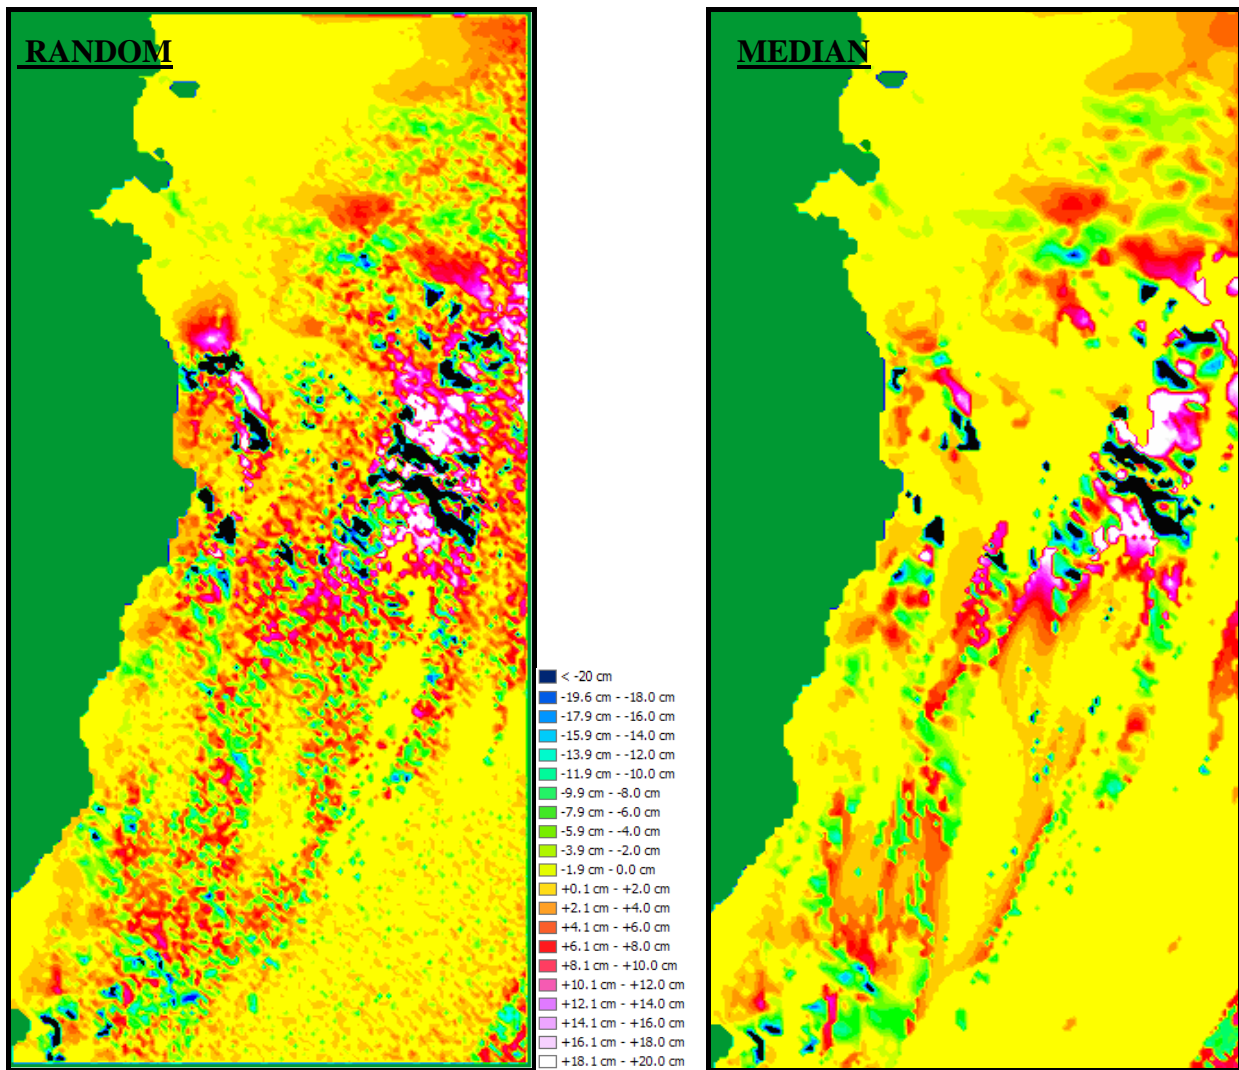 RANDOM
MEDIAN
< -20 cm
-19.6 cm - -18.0 cm
-17.9 cm - -16.0 cm
-15.9 cm - -14.0 cm
-13.9 cm - -12.0 cm
-11.9 cm - -10.0 cm
-9.9 cm - -8.0 cm
-7.9 cm - -6.0 cm
-5.9 cm - -4.0 cm
-3.9 cm - -2.0 cm
-1.9 cm - 0.0 cm
+0.1 cm - +2.0 cm
+2.1 cm - +4.0 cm
+4.1 cm - +6.0 cm
+6.1 cm - +8.0 cm
+8.1 cm - +10.0 cm
+10.1 cm - +12.0 cm
+12.1 cm - +14.0 cm
+14.1 cm - +16.0 cm
+16.1 cm - +18.0 cm
+18.1 cm - +20.0 cm